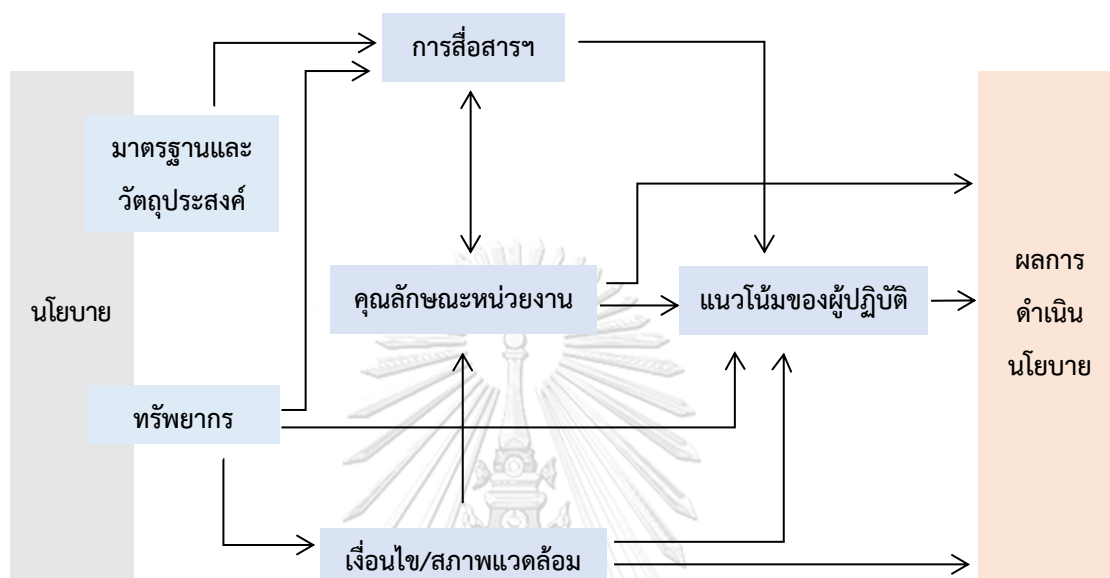 การสื่อสารฯ
มาตรฐานและ
วัตถุประสงค์
นโยบาย
คุณลักษณะหน่วยงาน
แนวโน้มของผู้ปฏิบัติ
ผลการ
ดำเนิน
นโยบาย
ทรัพยากร
เงื่อนไข/สภาพแวดล้อม